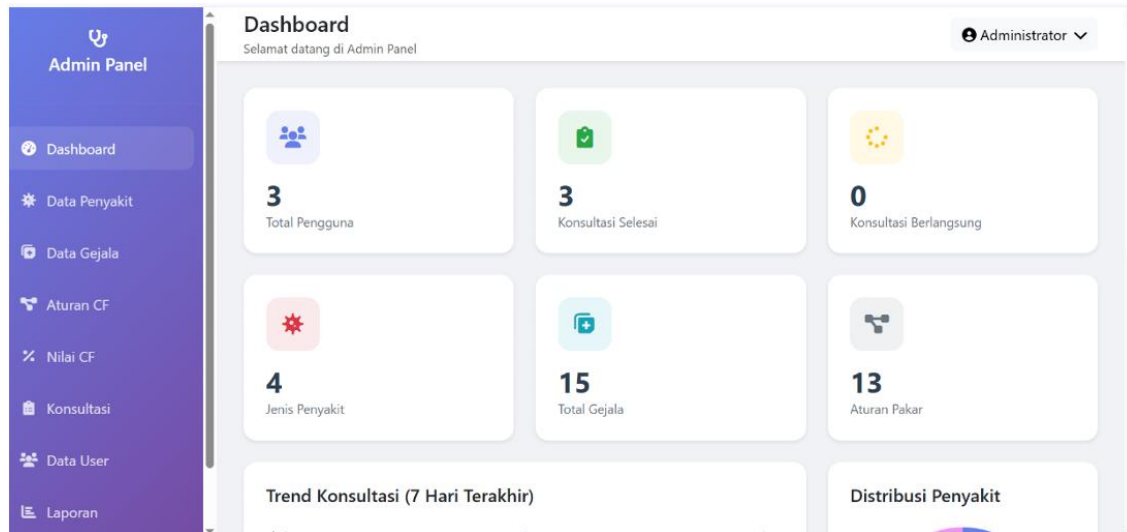 Admin Panel
Dashboard
Data Penyakit
Data Gejala
Aturan CF
Nilai CF
Konsultasi
Data User
Laporan
Dashboard
Selamat datang di Admin Panel
Administrator
3
Total Pengguna
3
Konsultasi Selesai
0
Konsultasi Berlangsung
4
Jenis Penyakit
15
Total Gejala
13
Aturan Pakar
Trend Konsultasi (7 Hari Terakhir)
Distribusi Penyakit